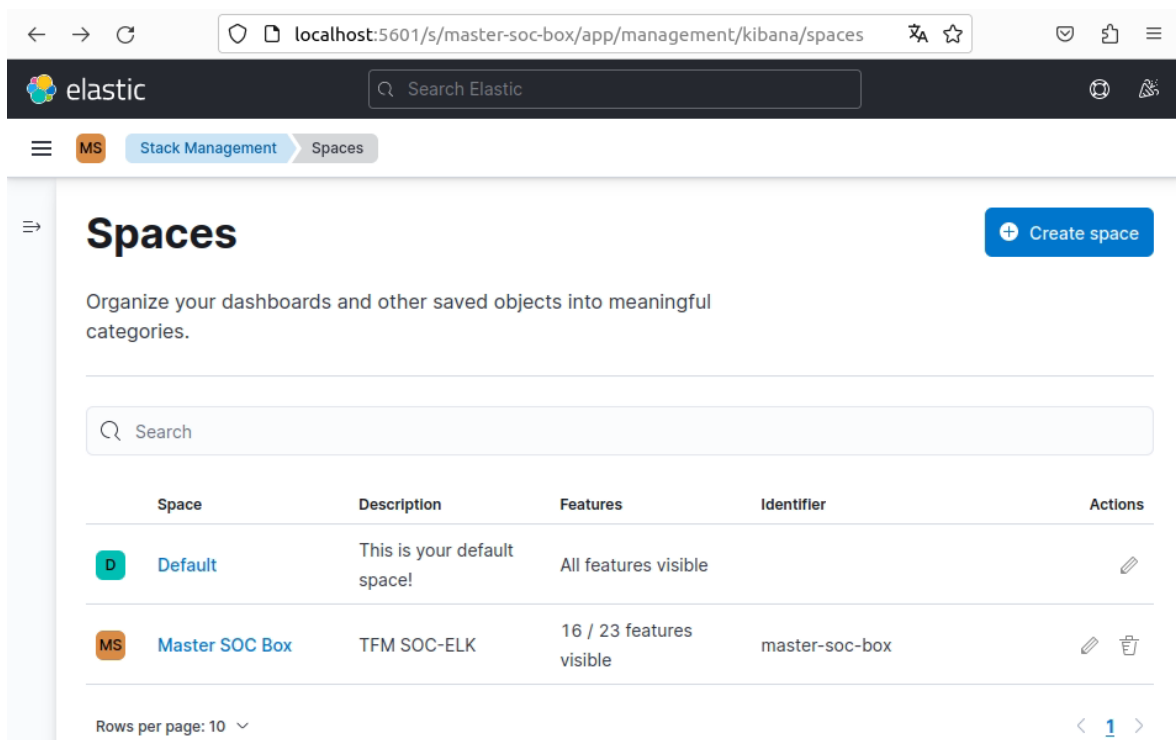 localhost:5601/s/master-soc-box/app/management/kibana/spaces
elastic
Search Elastic
MS
Stack Management
Spaces
Spaces
Create space
Organize your dashboards and other saved objects into meaningful
categories.
Search
Space Description Features Identifier Actions
D Default This is your default space! All features visible
MS Master SOC Box TFM SOC-ELK 16 / 23 features visible master-soc-box
Rows per page: 10
1